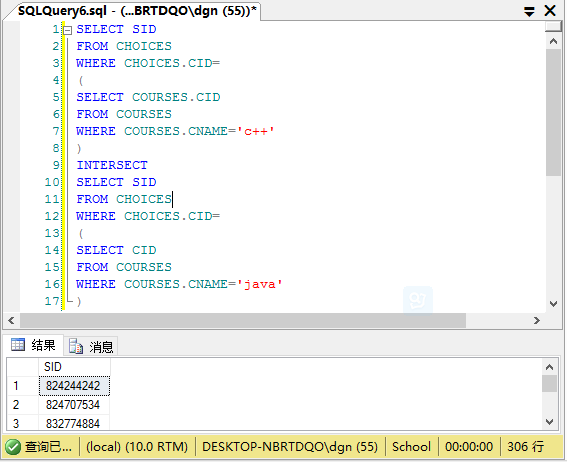 SQLQuery6.sql - (...BRTDQO\dgn (55))*
1 SELECT SID
2 FROM CHOICES
3 WHERE CHOICES.CID=
4 (
5 SELECT COURSES.CID
6 FROM COURSES
7 WHERE COURSES.CNAME='c++'
8 )
9 INTERSECT
10 SELECT SID
11 FROM CHOICES
12 WHERE CHOICES.CID=
13 (
14 SELECT CID
15 FROM COURSES
16 WHERE COURSES.CNAME='java'
17 )
结果 消息
SID
1 824244242
2 824707534
3 832774884
查询已... (local) (10.0 RTM) DESKTOP-NBRTDQO\dgn (55) School 00:00:00 306 行